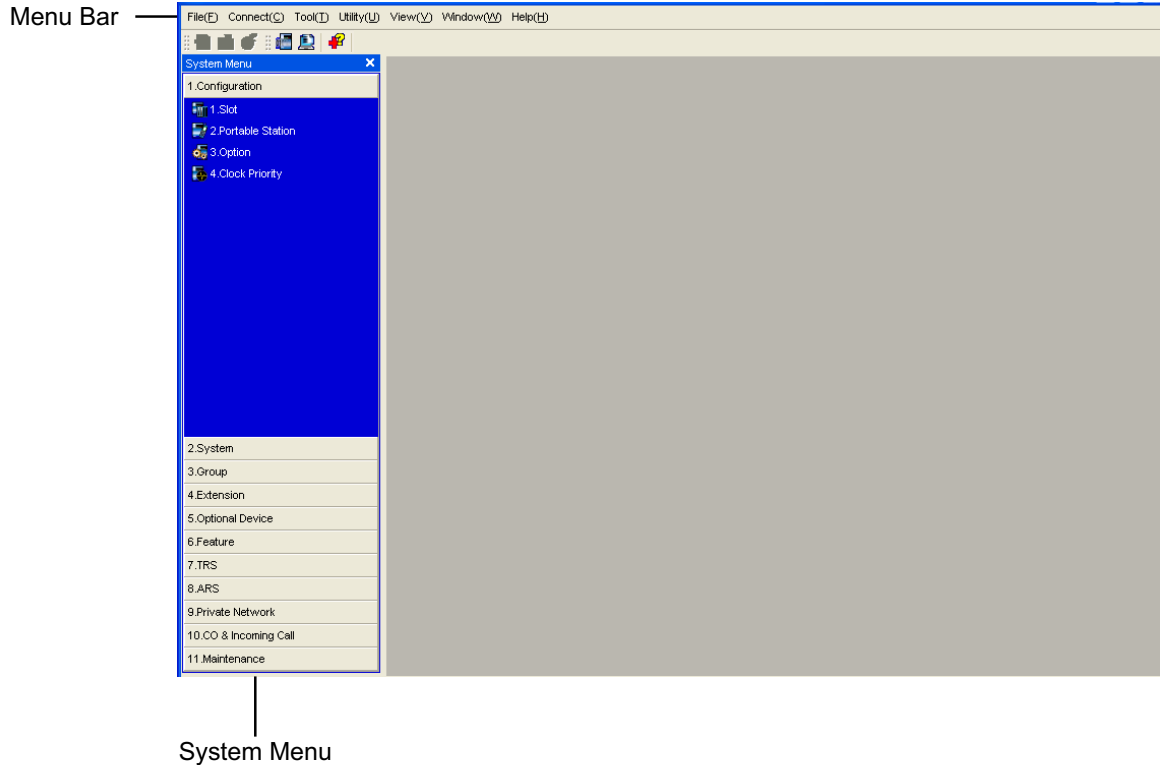 Menu Bar
File(F) Connect(C) Tool(T) Utility(U) View(V) Window(W) Help(H)
System Menu
1.Configuration
1.Slot
2.Portable Station
3.Option
4.Clock Priority
2.System
3.Group
4.Extension
5.Optional Device
6.Feature
7.TRS
8.ARS
9.Private Network
10.CO & Incoming Call
11.Maintenance
System Menu